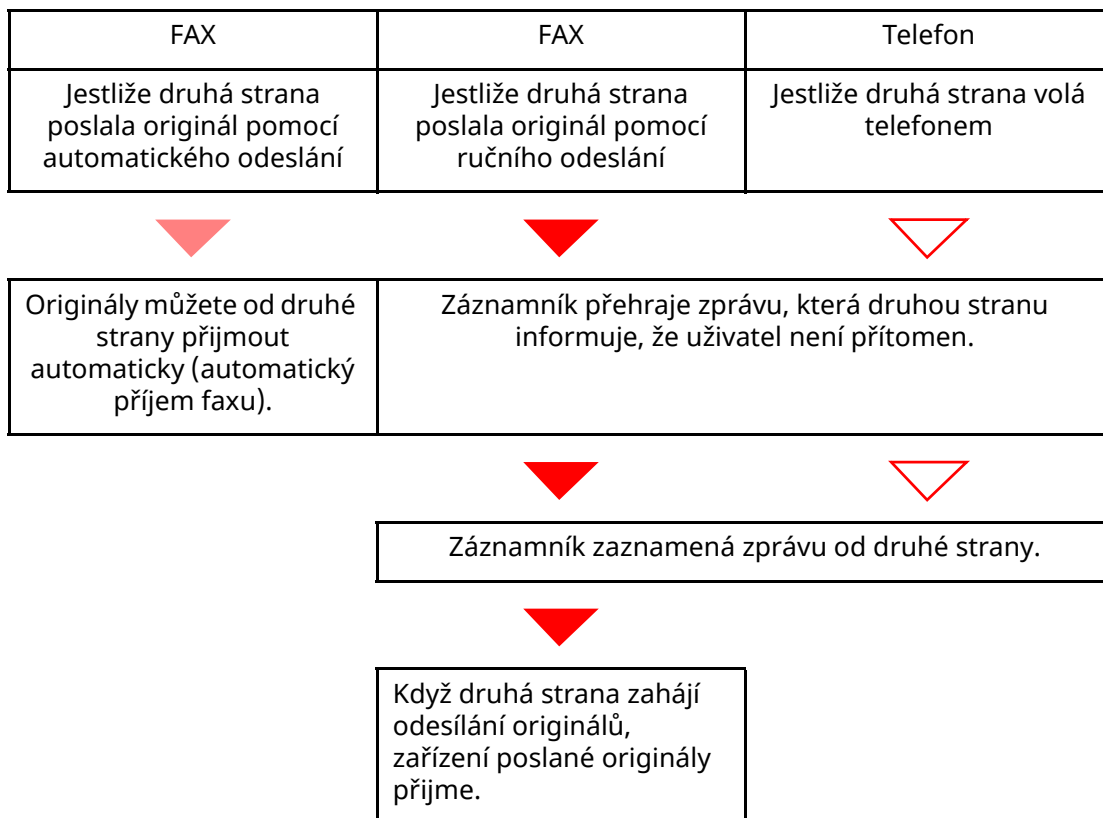 FAX
FAX
Telefon
Jestliže druhá strana
poslala originál pomocí
automatického odeslání
Jestliže druhá strana
poslala originál pomocí
ručního odeslání
Jestliže druhá strana volá
telefonem
Originály můžete od druhé
strany přijmout
automaticky (automatický
příjem faxu).
Záznamník přehraje zprávu, která druhou stranu
informuje, že uživatel není přítomen.
Záznamník zaznamená zprávu od druhé strany.
Když druhá strana zahájí
odesílání originálů,
zařízení poslané originály
přijme.